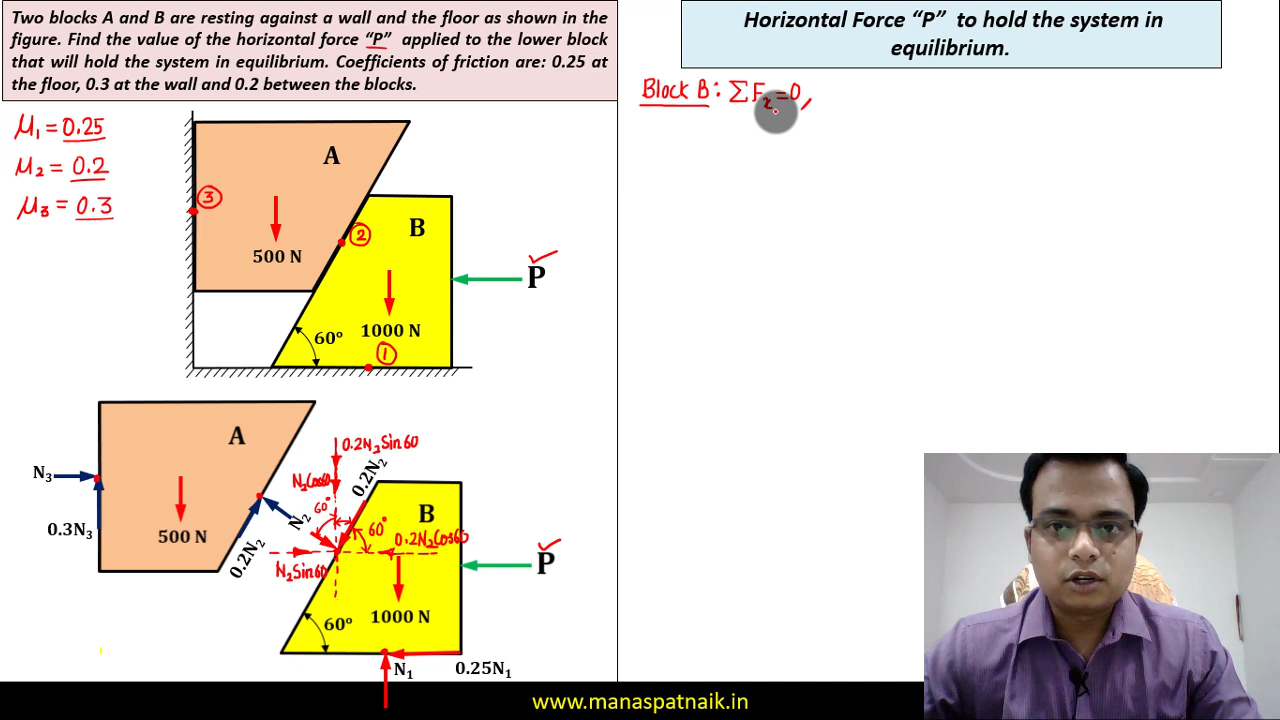 Two blocks A and B are resting against a wall and the floor as shown in the
figure. Find the value of the horizontal force “P” applied to the lower block
that will hold the system in equilibrium. Coefficients of friction are: 0.25 at
the floor, 0.3 at the wall and 0.2 between the blocks.
Horizontal Force “P” to hold the system in
equilibrium.
Block B: ∑Fx=0,
μ1 = 0.25
μ2 = 0.2
μ3 = 0.3
A
③
②
B
500 N
P
1000 N
60º
①
A
0.2N2 Sin60
N3
N2 Cos60
0.2N2
60°
N2
B
60°
0.3N3
500 N
0.2N2
0.2N2 Cos60
N2 Sin60
P
1000 N
60º
N1
0.25N1
www.manaspatnaik.in